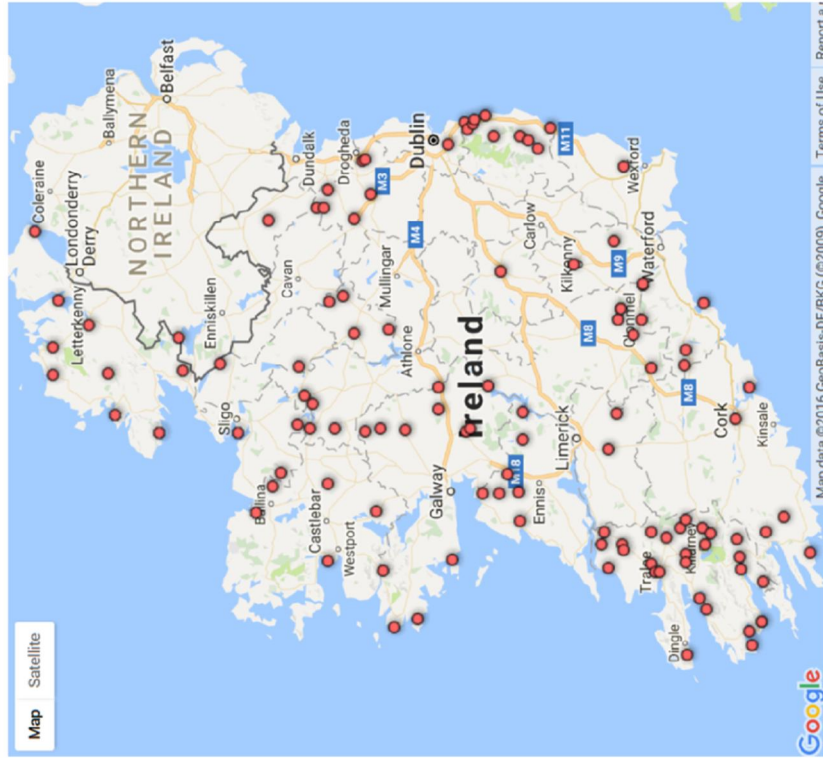 Map Satellite
Coleraine
Londonderry
Derry
Ballymena
Letterkenny
NORTHERN
IRELAND
Belfast
Enniskillen
Sligo
Ballina
Cavan
Dundalk
Castlebar
Westport
Drogheda
M3
Mullingar
Athlone
M4
Dublin
Galway
Ireland
M18
Ennis
Limerick
M8
Carlow
Kilkenny
M11
M9
Clonmel
Waterford
Wexford
Tralee
Dingle
Killarney
M8
Cork
Kinsale
Google
Map data ©2016 GeoBasis-DE/BKG (©2009), Google Terms of Use Report a